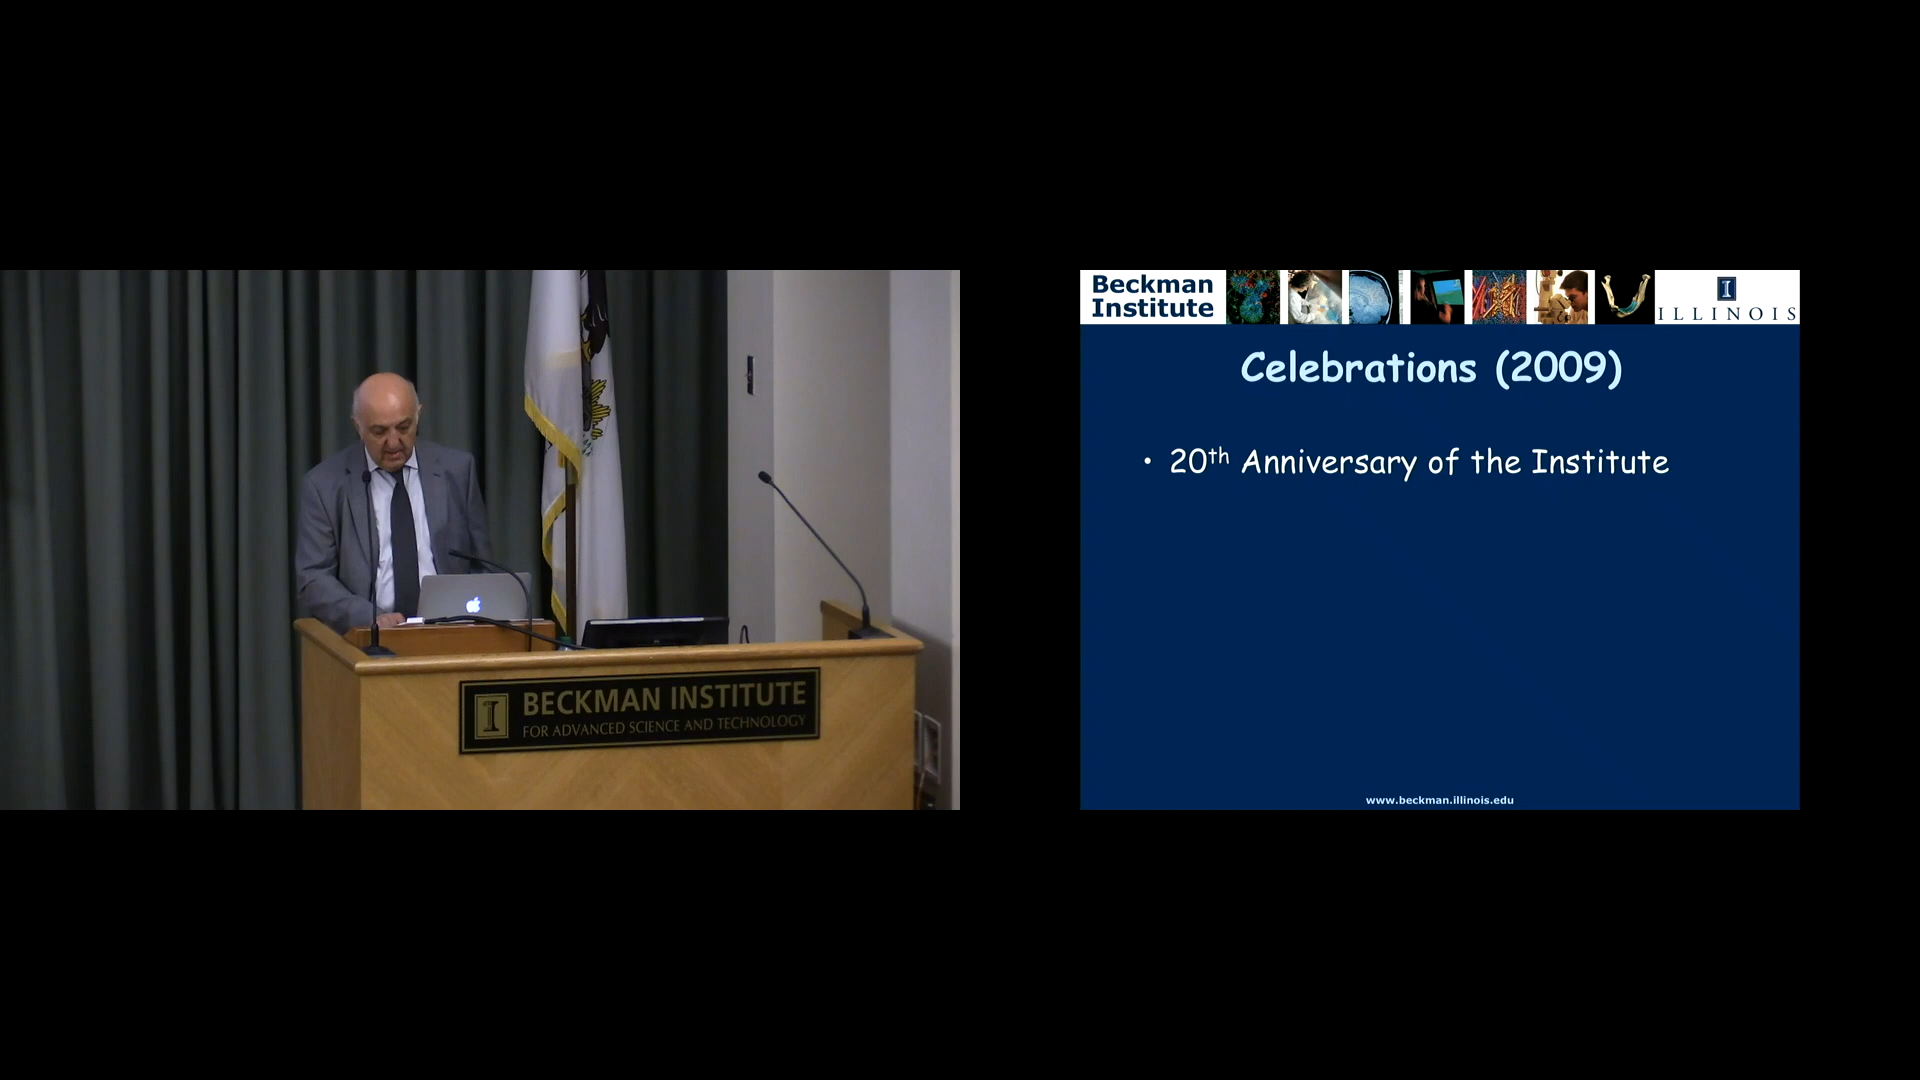 BECKMAN INSTITUTE
FOR ADVANCED SCIENCE AND TECHNOLOGY
Beckman
Institute
I
ILLINOIS
Celebrations (2009)
• 20th Anniversary of the Institute
www.beckman.illinois.edu